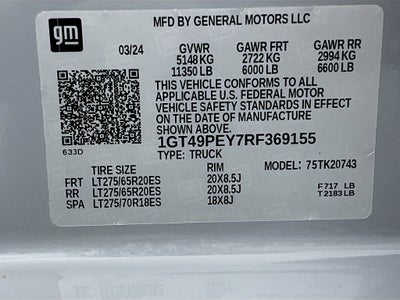 MFD BY GENERAL MOTORS LLC
gm
03/24 GVWR GAWR FRT GAWR RR
5148 KG 2722 KG 2994 KG
11350 LB 6000 LB 6600 LB
THIS VEHICLE CONFORMS TO ALL
APPLICABLE U.S. FEDERAL MOTOR
VEHICLE SAFETY STANDARDS IN EFFECT
ON THE DATE OF MANUFACTURE
SHOWN ABOVE.
1GT49PEY7RF369155
633D
TYPE: TRUCK MODEL: 75TK20743
TIRE SIZE RIM
FRT LT275/65R20ES 20X8.5J
RR LT275/65R20ES 20X8.5J
SPA LT275/70R18ES 18X8J
F717 LB
T2183LB